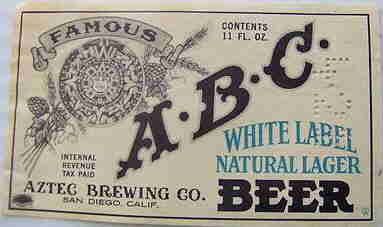 FAMOUS
CONTENTS
11 FL. OZ.
A·B·C·
WHITE LABEL
NATURAL LAGER
BEER
INTERNAL
REVENUE
TAX PAID
AZTEC BREWING CO.
SAN DIEGO, CALIF.